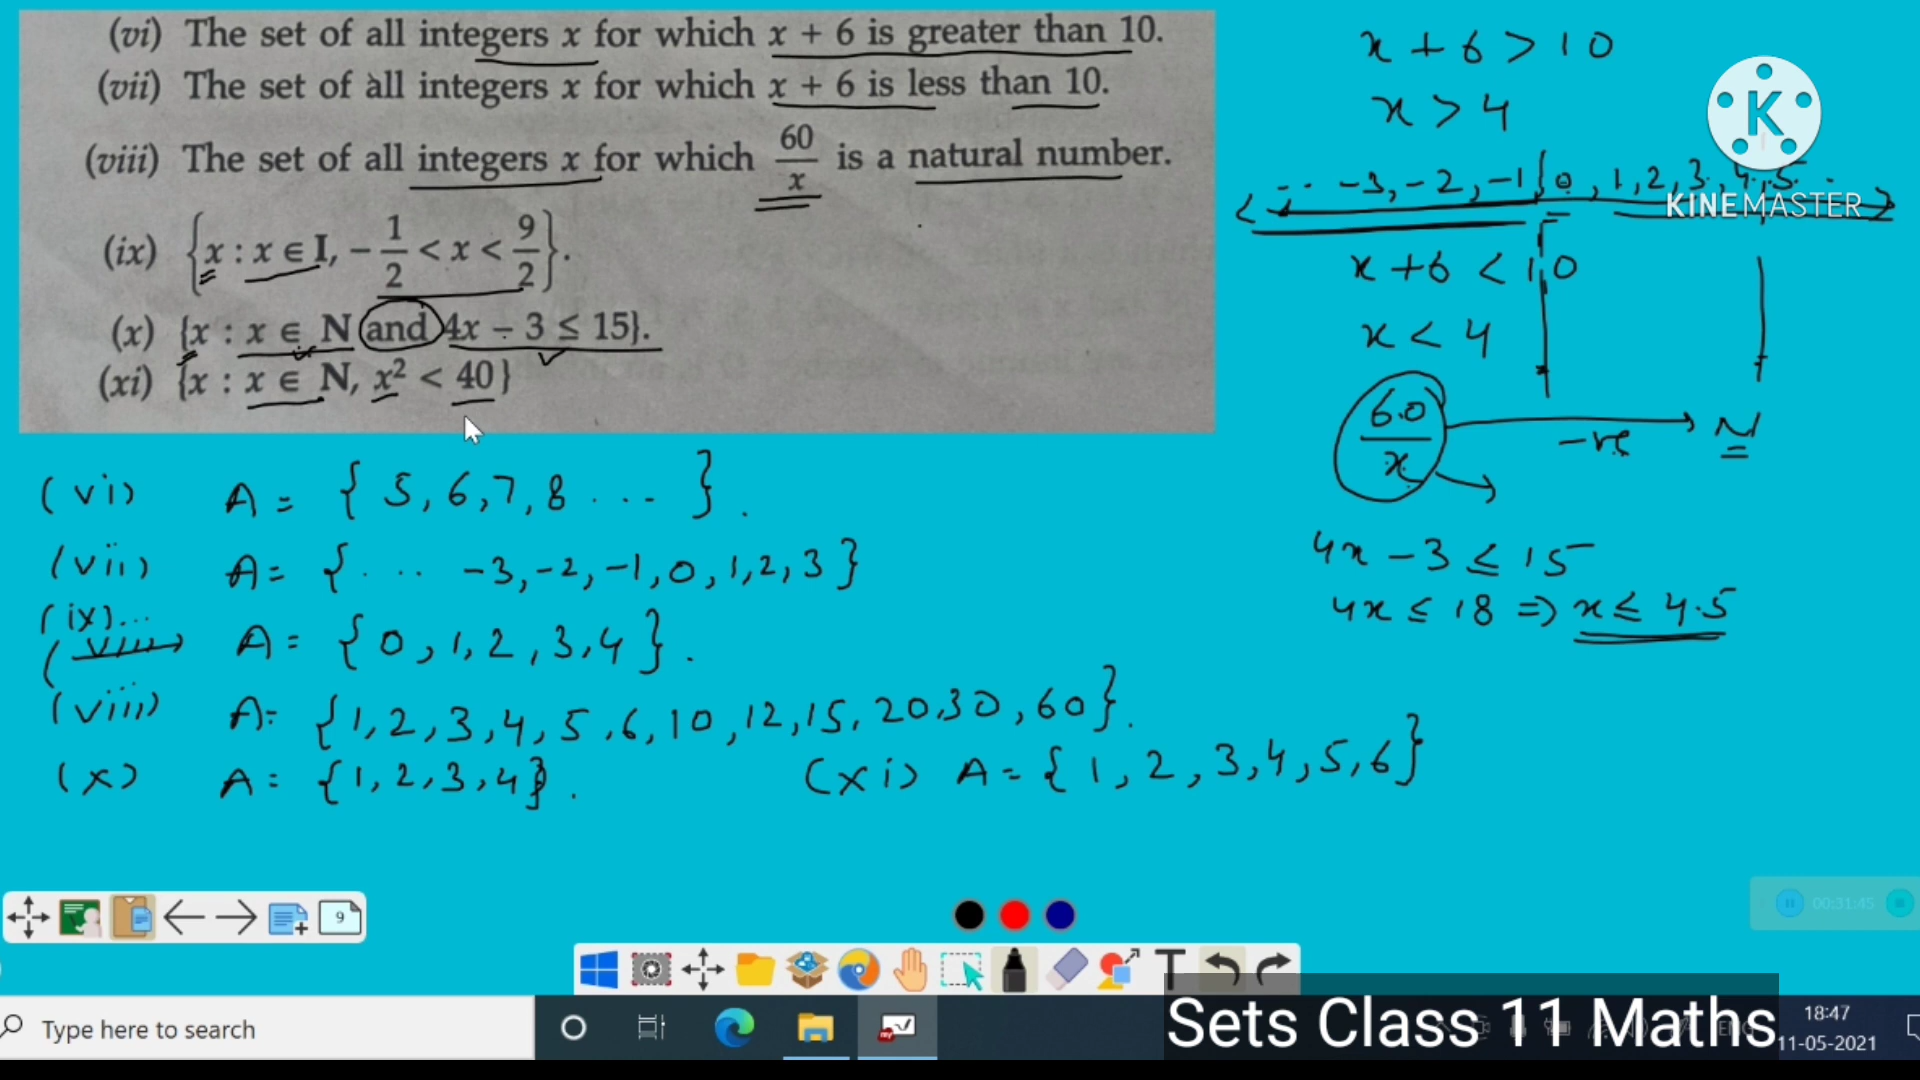 (vi) The set of all integers x for which x + 6 is greater than 10.
(vii) The set of all integers x for which x + 6 is less than 10.
(viii) The set of all integers x for which 60/x is a natural number.
(ix) {x : x ∈ I, -1/2 < x < 9/2}.
(x) {x : x ∈ N and 4x - 3 ≤ 15}.
(xi) {x : x ∈ N, x² < 40}
x + 6 > 10
x > 4
K
KINEMASTER
... -3, -2, -1, 0, 1, 2, 3, 4, 5..
x + 6 < 10
x < 4
60/x
-ve
N
4x - 3 ≤ 15
4x ≤ 18 ⇒ x ≤ 4.5
(vi) A = { 5, 6, 7, 8 .... }.
(vii) A = { .... -3, -2, -1, 0, 1, 2, 3 }
(ix)...
(viii) A = { 0, 1, 2, 3, 4 }.
(viii) A = { 1, 2, 3, 4, 5, 6, 10, 12, 15, 20, 30, 60 }.
(x) A = { 1, 2, 3, 4 }.
(xi) A = { 1, 2, 3, 4, 5, 6 }
9
00:31:45
T
Type here to search
Sets Class 11 Maths
18:47
11-05-2021